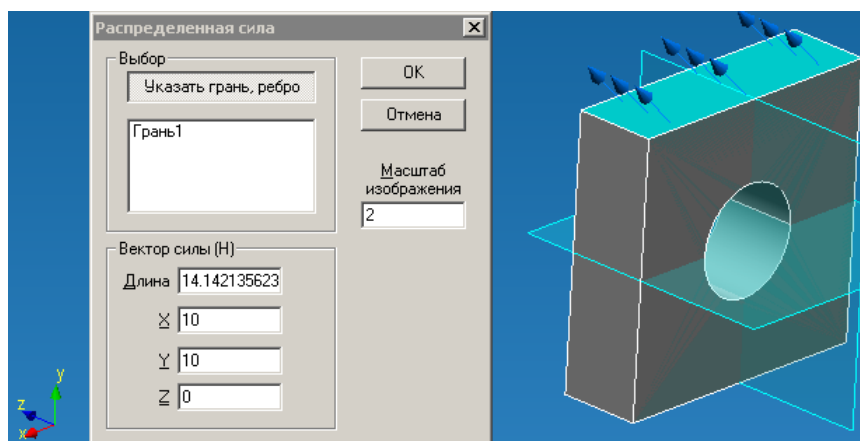 Распределенная сила
Выбор
Указать грань, ребро
Грань1
OK
Отмена
Масштаб
изображения
2
Вектор силы (Н)
Длина 14.142135623
X 10
Y 10
Z 0
y
z
x